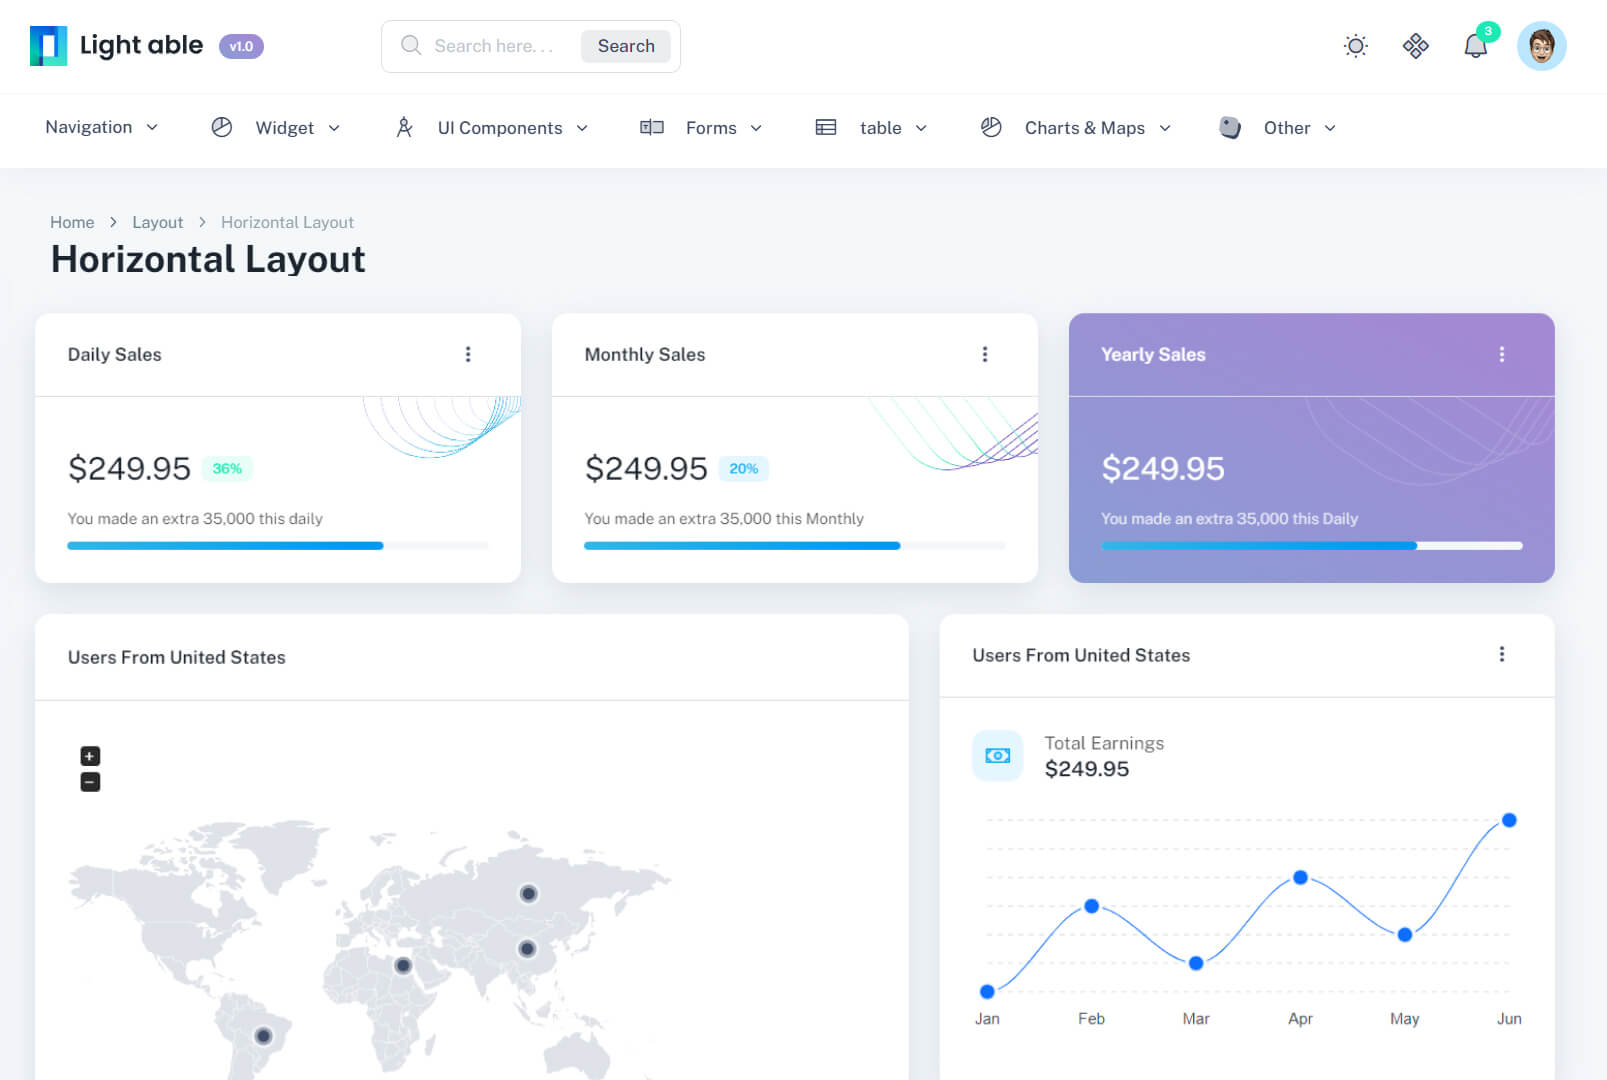 Light able v1.0 Search here... Search 3
Navigation Widget UI Components Forms table Charts & Maps Other
Home > Layout > Horizontal Layout
Horizontal Layout
Daily Sales
$249.95 36%
You made an extra 35,000 this daily
Monthly Sales
$249.95 20%
You made an extra 35,000 this Monthly
Yearly Sales
$249.95
You made an extra 35,000 this Daily
Users From United States
+
−
Users From United States
Total Earnings
$249.95
Jan Feb Mar Apr May Jun